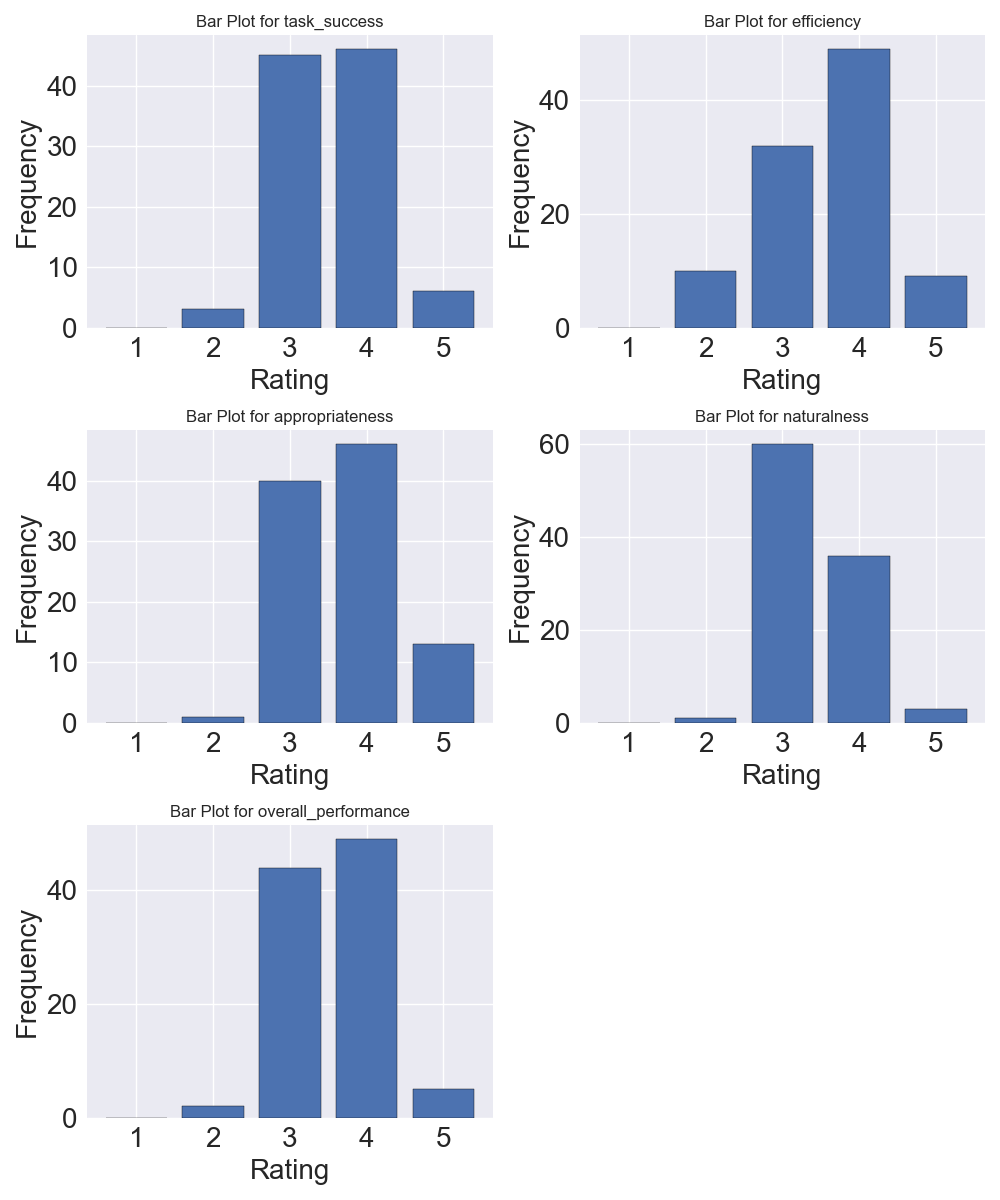 Bar Plot for task_success
Frequency
40
30
20
10
0
1 2 3 4 5
Rating
Bar Plot for efficiency
Frequency
40
20
0
1 2 3 4 5
Rating
Bar Plot for appropriateness
Frequency
40
30
20
10
0
1 2 3 4 5
Rating
Bar Plot for naturalness
Frequency
60
40
20
0
1 2 3 4 5
Rating
Bar Plot for overall_performance
Frequency
40
20
0
1 2 3 4 5
Rating